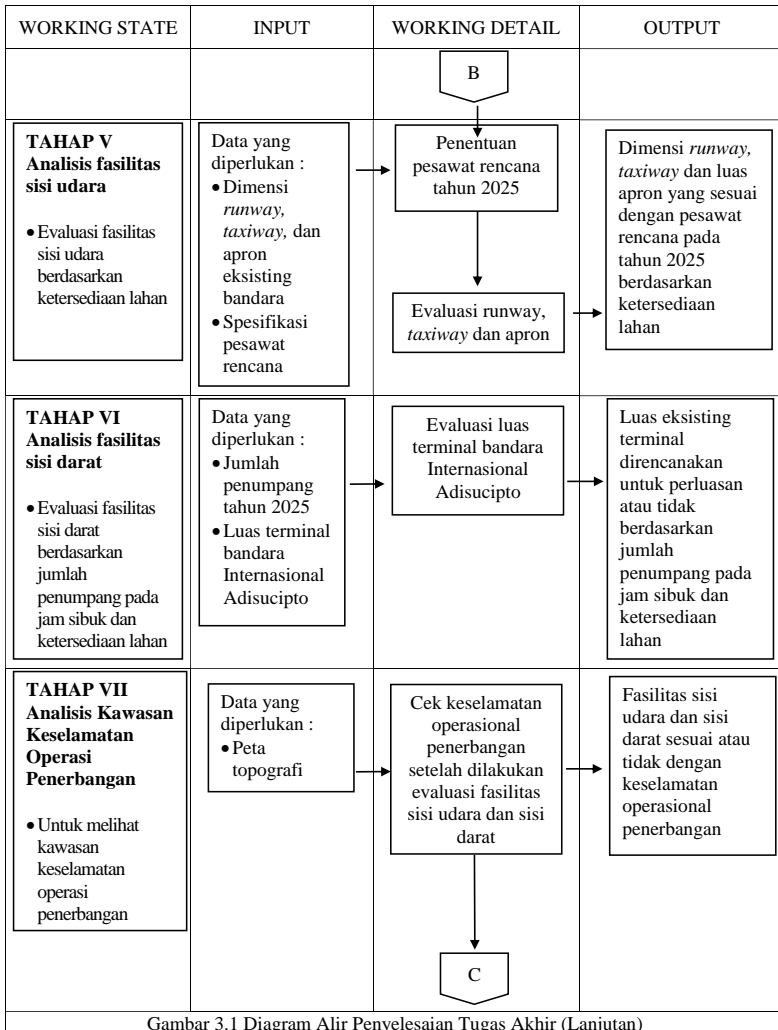 WORKING STATE
INPUT
WORKING DETAIL
OUTPUT
B
TAHAP V
Analisis fasilitas
sisi udara
• Evaluasi fasilitas
sisi udara
berdasarkan
ketersediaan lahan
Data yang
diperlukan :
• Dimensi
runway,
taxiway, dan
apron
eksisting
bandara
• Spesifikasi
pesawat
rencana
Penentuan
pesawat rencana
tahun 2025
Evaluasi runway,
taxiway dan apron
Dimensi runway,
taxiway dan luas
apron yang sesuai
dengan pesawat
rencana pada
tahun 2025
berdasarkan
ketersediaan
lahan
TAHAP VI
Analisis fasilitas
sisi darat
• Evaluasi fasilitas
sisi darat
berdasarkan
jumlah
penumpang pada
jam sibuk dan
ketersediaan lahan
Data yang
diperlukan :
• Jumlah
penumpang
tahun 2025
• Luas terminal
bandara
Internasional
Adisucipto
Evaluasi luas
terminal bandara
Internasional
Adisucipto
Luas eksisting
terminal
direncanakan
untuk perluasan
atau tidak
berdasarkan
jumlah
penumpang pada
jam sibuk dan
ketersediaan
lahan
TAHAP VII
Analisis Kawasan
Keselamatan
Operasi
Penerbangan
• Untuk melihat
kawasan
keselamatan
operasi
penerbangan
Data yang
diperlukan :
• Peta
topografi
Cek keselamatan
operasional
penerbangan
setelah dilakukan
evaluasi fasilitas
sisi udara dan sisi
darat
Fasilitas sisi
udara dan sisi
darat sesuai atau
tidak dengan
keselamatan
operasional
penerbangan
C
Gambar 3.1 Diagram Alir Penyelesaian Tugas Akhir (Lanjutan)